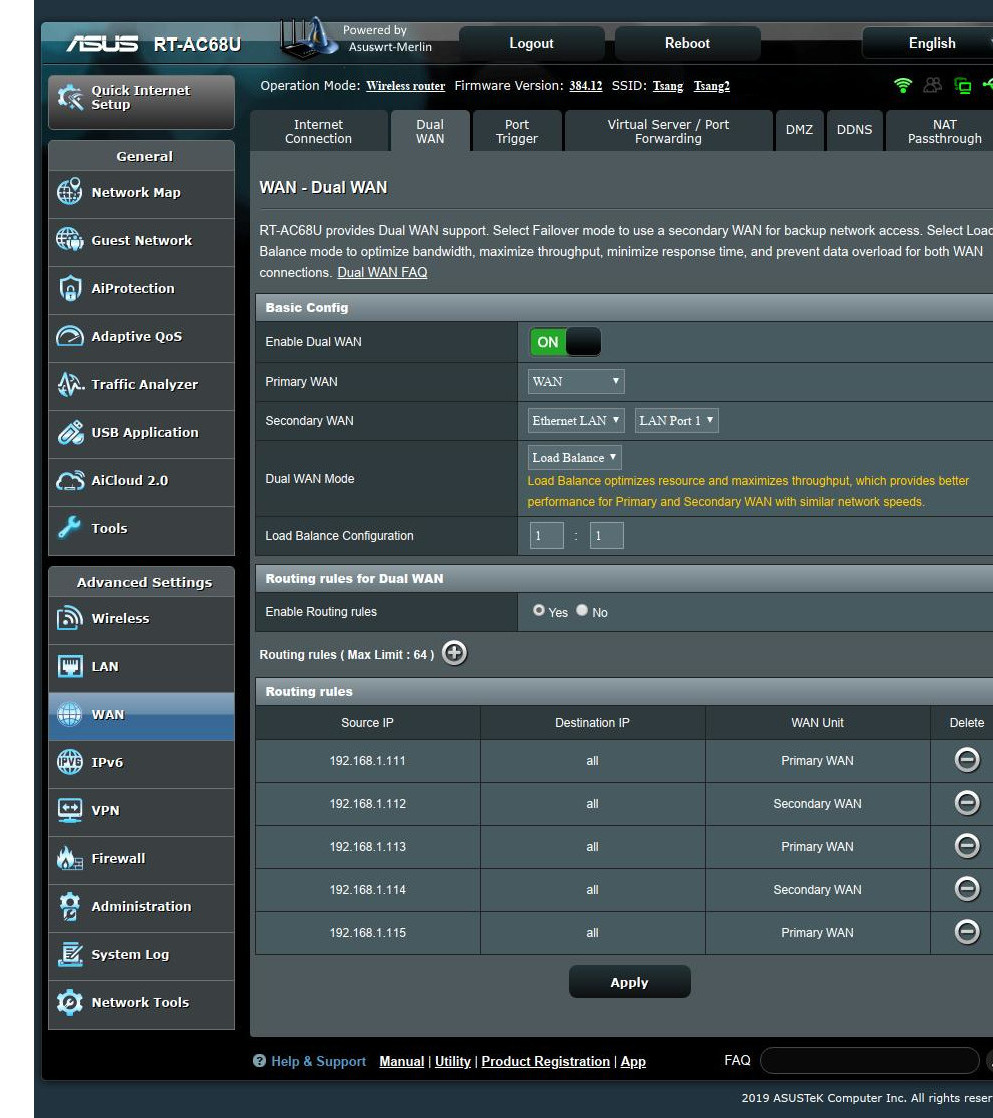 ASUS RT-AC68U
Powered by
Asuswrt-Merlin
Logout
Reboot
English
Quick Internet
Setup
Operation Mode: Wireless router Firmware Version: 384.12 SSID: Tsang Tsang2
Internet
Connection
Dual
WAN
Port
Trigger
Virtual Server / Port
Forwarding
DMZ
DDNS
NAT
Passthrough
General
Network Map
Guest Network
AiProtection
Adaptive QoS
Traffic Analyzer
USB Application
AiCloud 2.0
Tools
Advanced Settings
Wireless
LAN
WAN
IPv6
VPN
Firewall
Administration
System Log
Network Tools
WAN - Dual WAN
RT-AC68U provides Dual WAN support. Select Failover mode to use a secondary WAN for backup network access. Select Load
Balance mode to optimize bandwidth, maximize throughput, minimize response time, and prevent data overload for both WAN
connections. Dual WAN FAQ
Basic Config
Enable Dual WAN ON
Primary WAN WAN
Secondary WAN Ethernet LAN LAN Port 1
Dual WAN Mode Load Balance
Load Balance optimizes resource and maximizes throughput, which provides better
performance for Primary and Secondary WAN with similar network speeds.
Load Balance Configuration 1 : 1
Routing rules for Dual WAN
Enable Routing rules Yes No
Routing rules ( Max Limit : 64 )
Routing rules
Source IP Destination IP WAN Unit Delete
192.168.1.111 all Primary WAN
192.168.1.112 all Secondary WAN
192.168.1.113 all Primary WAN
192.168.1.114 all Secondary WAN
192.168.1.115 all Primary WAN
Apply
? Help & Support Manual | Utility | Product Registration | App FAQ
2019 ASUSTeK Computer Inc. All rights reser